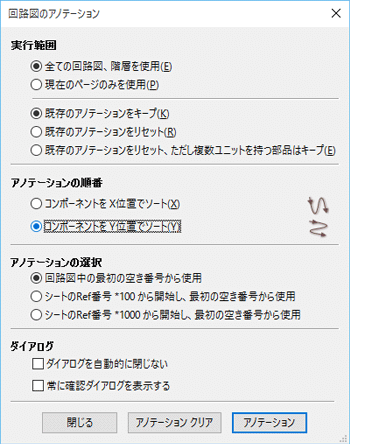 回路図のアノテーション
実行範囲
全ての回路図、階層を使用(E)
現在のページのみを使用(P)
既存のアノテーションをキープ(K)
既存のアノテーションをリセット(R)
既存のアノテーションをリセット、ただし複数ユニットを持つ部品はキープ(E)
アノテーションの順番
コンポーネントを X位置でソート(X)
コンポーネントを Y位置でソート(Y)
アノテーションの選択
回路図中の最初の空き番号から使用
シートのRef番号 *100 から開始し、最初の空き番号から使用
シートのRef番号 *1000 から開始し、最初の空き番号から使用
ダイアログ
ダイアログを自動的に閉じない
常に確認ダイアログを表示する
閉じる
アノテーション クリア
アノテーション